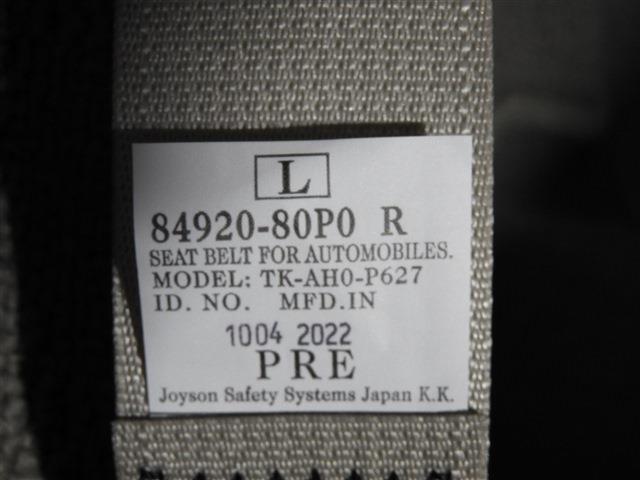 L
84920-80P0 R
SEAT BELT FOR AUTOMOBILES.
MODEL: TK-AH0-P627
ID. NO. MFD.IN
1004 2022
PRE
Joyson Safety Systems Japan K.K.